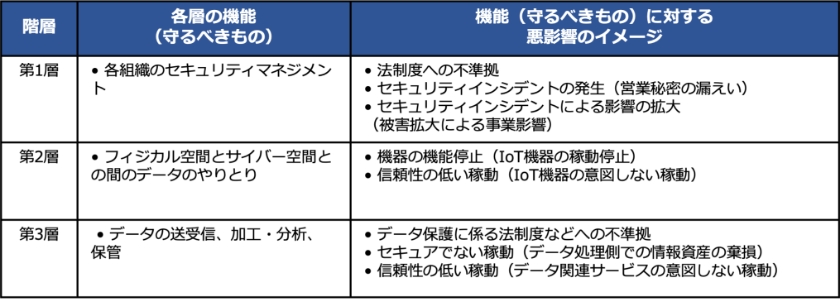 階層
各層の機能
（守るべきもの）
機能（守るべきもの）に対する
悪影響のイメージ
第1層
• 各組織のセキュリティマネジメン
ト
• 法制度への不準拠
• セキュリティインシデントの発生（営業秘密の漏えい）
• セキュリティインシデントによる影響の拡大
（被害拡大による事業影響）
第2層
• フィジカル空間とサイバー空間と
の間のデータのやりとり
• 機器の機能停止（IoT機器の稼動停止）
• 信頼性の低い稼動（IoT機器の意図しない稼動）
第3層
• データの送受信、加工・分析、
保管
• データ保護に係る法制度などへの不準拠
• セキュアでない稼動（データ処理側での情報資産の棄損）
• 信頼性の低い稼動（データ関連サービスの意図しない稼動）